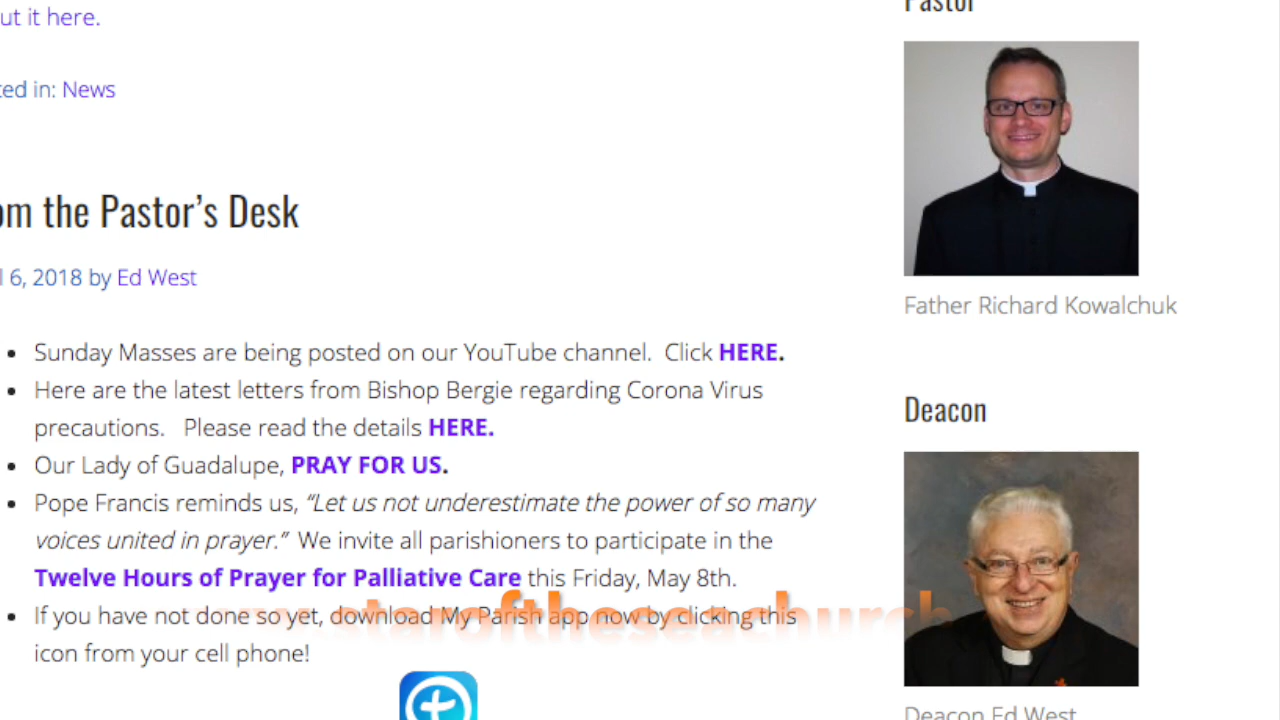 ut it here.
ted in: News
om the Pastor's Desk
l 6, 2018 by Ed West
Sunday Masses are being posted on our YouTube channel. Click HERE.
Here are the latest letters from Bishop Bergie regarding Corona Virus
precautions. Please read the details HERE.
Our Lady of Guadalupe, PRAY FOR US.
Pope Francis reminds us, “Let us not underestimate the power of so many
voices united in prayer.” We invite all parishioners to participate in the
Twelve Hours of Prayer for Palliative Care this Friday, May 8th.
If you have not done so yet, download My Parish app now by clicking this
icon from your cell phone!
staroftheseachurch
Pastor
Father Richard Kowalchuk
Deacon
Deacon Ed West